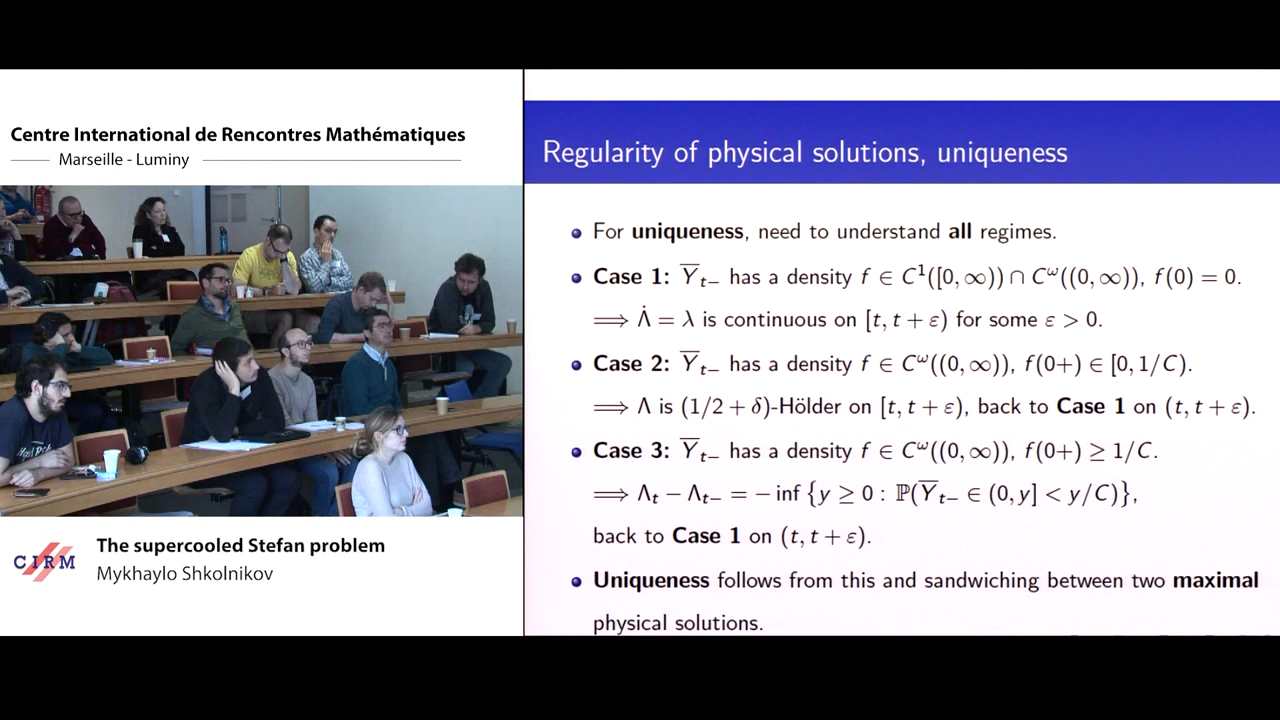 Centre International de Rencontres Mathématiques
Marseille - Luminy
CIRM
The supercooled Stefan problem
Mykhaylo Shkolnikov
Regularity of physical solutions, uniqueness
For uniqueness, need to understand all regimes.
Case 1: Y̅_{t−} has a density f ∈ C¹([0, ∞)) ∩ C^ω((0, ∞)), f(0) = 0.
⟹ Λ̇ = λ is continuous on [t, t + ε) for some ε > 0.
Case 2: Y̅_{t−} has a density f ∈ C^ω((0, ∞)), f(0+) ∈ [0, 1/C).
⟹ Λ is (1/2 + δ)-Hölder on [t, t + ε), back to Case 1 on (t, t + ε).
Case 3: Y̅_{t−} has a density f ∈ C^ω((0, ∞)), f(0+) ≥ 1/C.
⟹ Λ_t − Λ_{t−} = − inf {y ≥ 0 : ℙ(Y̅_{t−} ∈ (0, y] < y/C)},
back to Case 1 on (t, t + ε).
Uniqueness follows from this and sandwiching between two maximal
physical solutions.